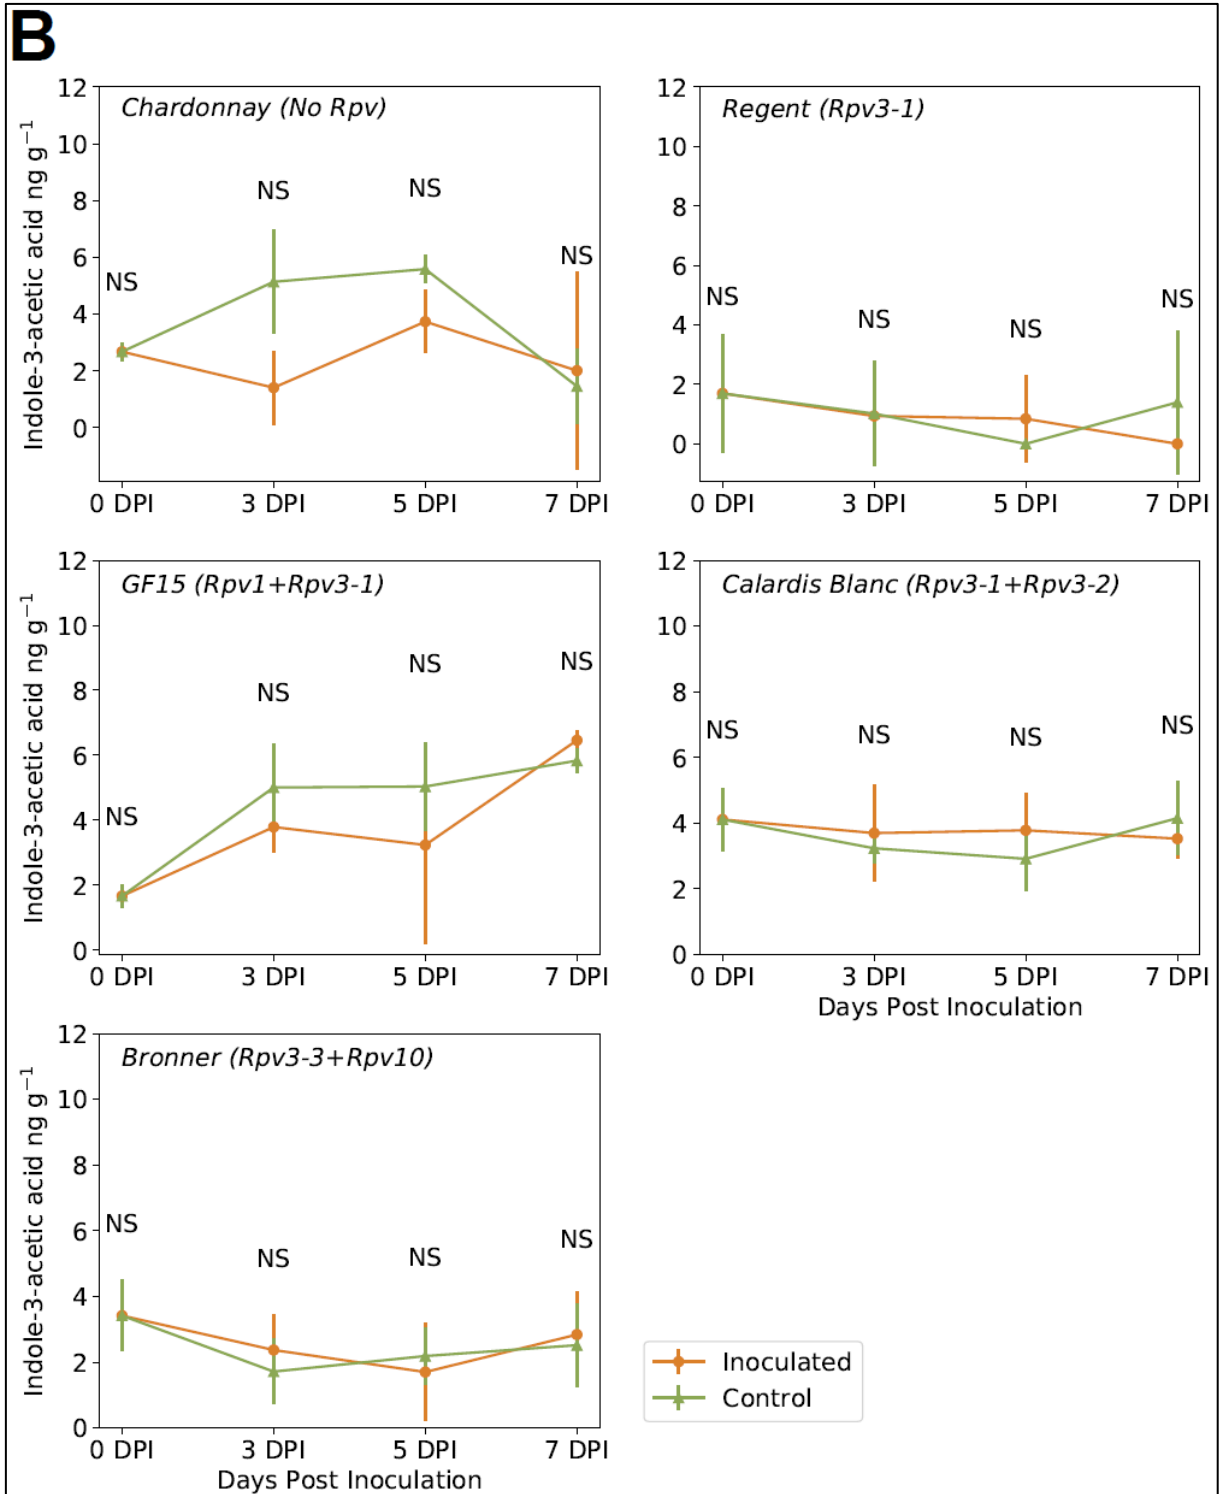 B
Chardonnay (No Rpv)
Indole-3-acetic acid ng g⁻¹
12
10
8
6
4
2
0
NS
NS
NS
NS
0 DPI
3 DPI
5 DPI
7 DPI
Regent (Rpv3-1)
12
10
8
6
4
2
0
NS
NS
NS
NS
0 DPI
3 DPI
5 DPI
7 DPI
GF15 (Rpv1+Rpv3-1)
Indole-3-acetic acid ng g⁻¹
12
10
8
6
4
2
0
NS
NS
NS
NS
0 DPI
3 DPI
5 DPI
7 DPI
Calardis Blanc (Rpv3-1+Rpv3-2)
12
10
8
6
4
2
0
NS
NS
NS
NS
0 DPI
3 DPI
5 DPI
7 DPI
Days Post Inoculation
Bronner (Rpv3-3+Rpv10)
Indole-3-acetic acid ng g⁻¹
12
10
8
6
4
2
0
NS
NS
NS
NS
0 DPI
3 DPI
5 DPI
7 DPI
Days Post Inoculation
Inoculated
Control